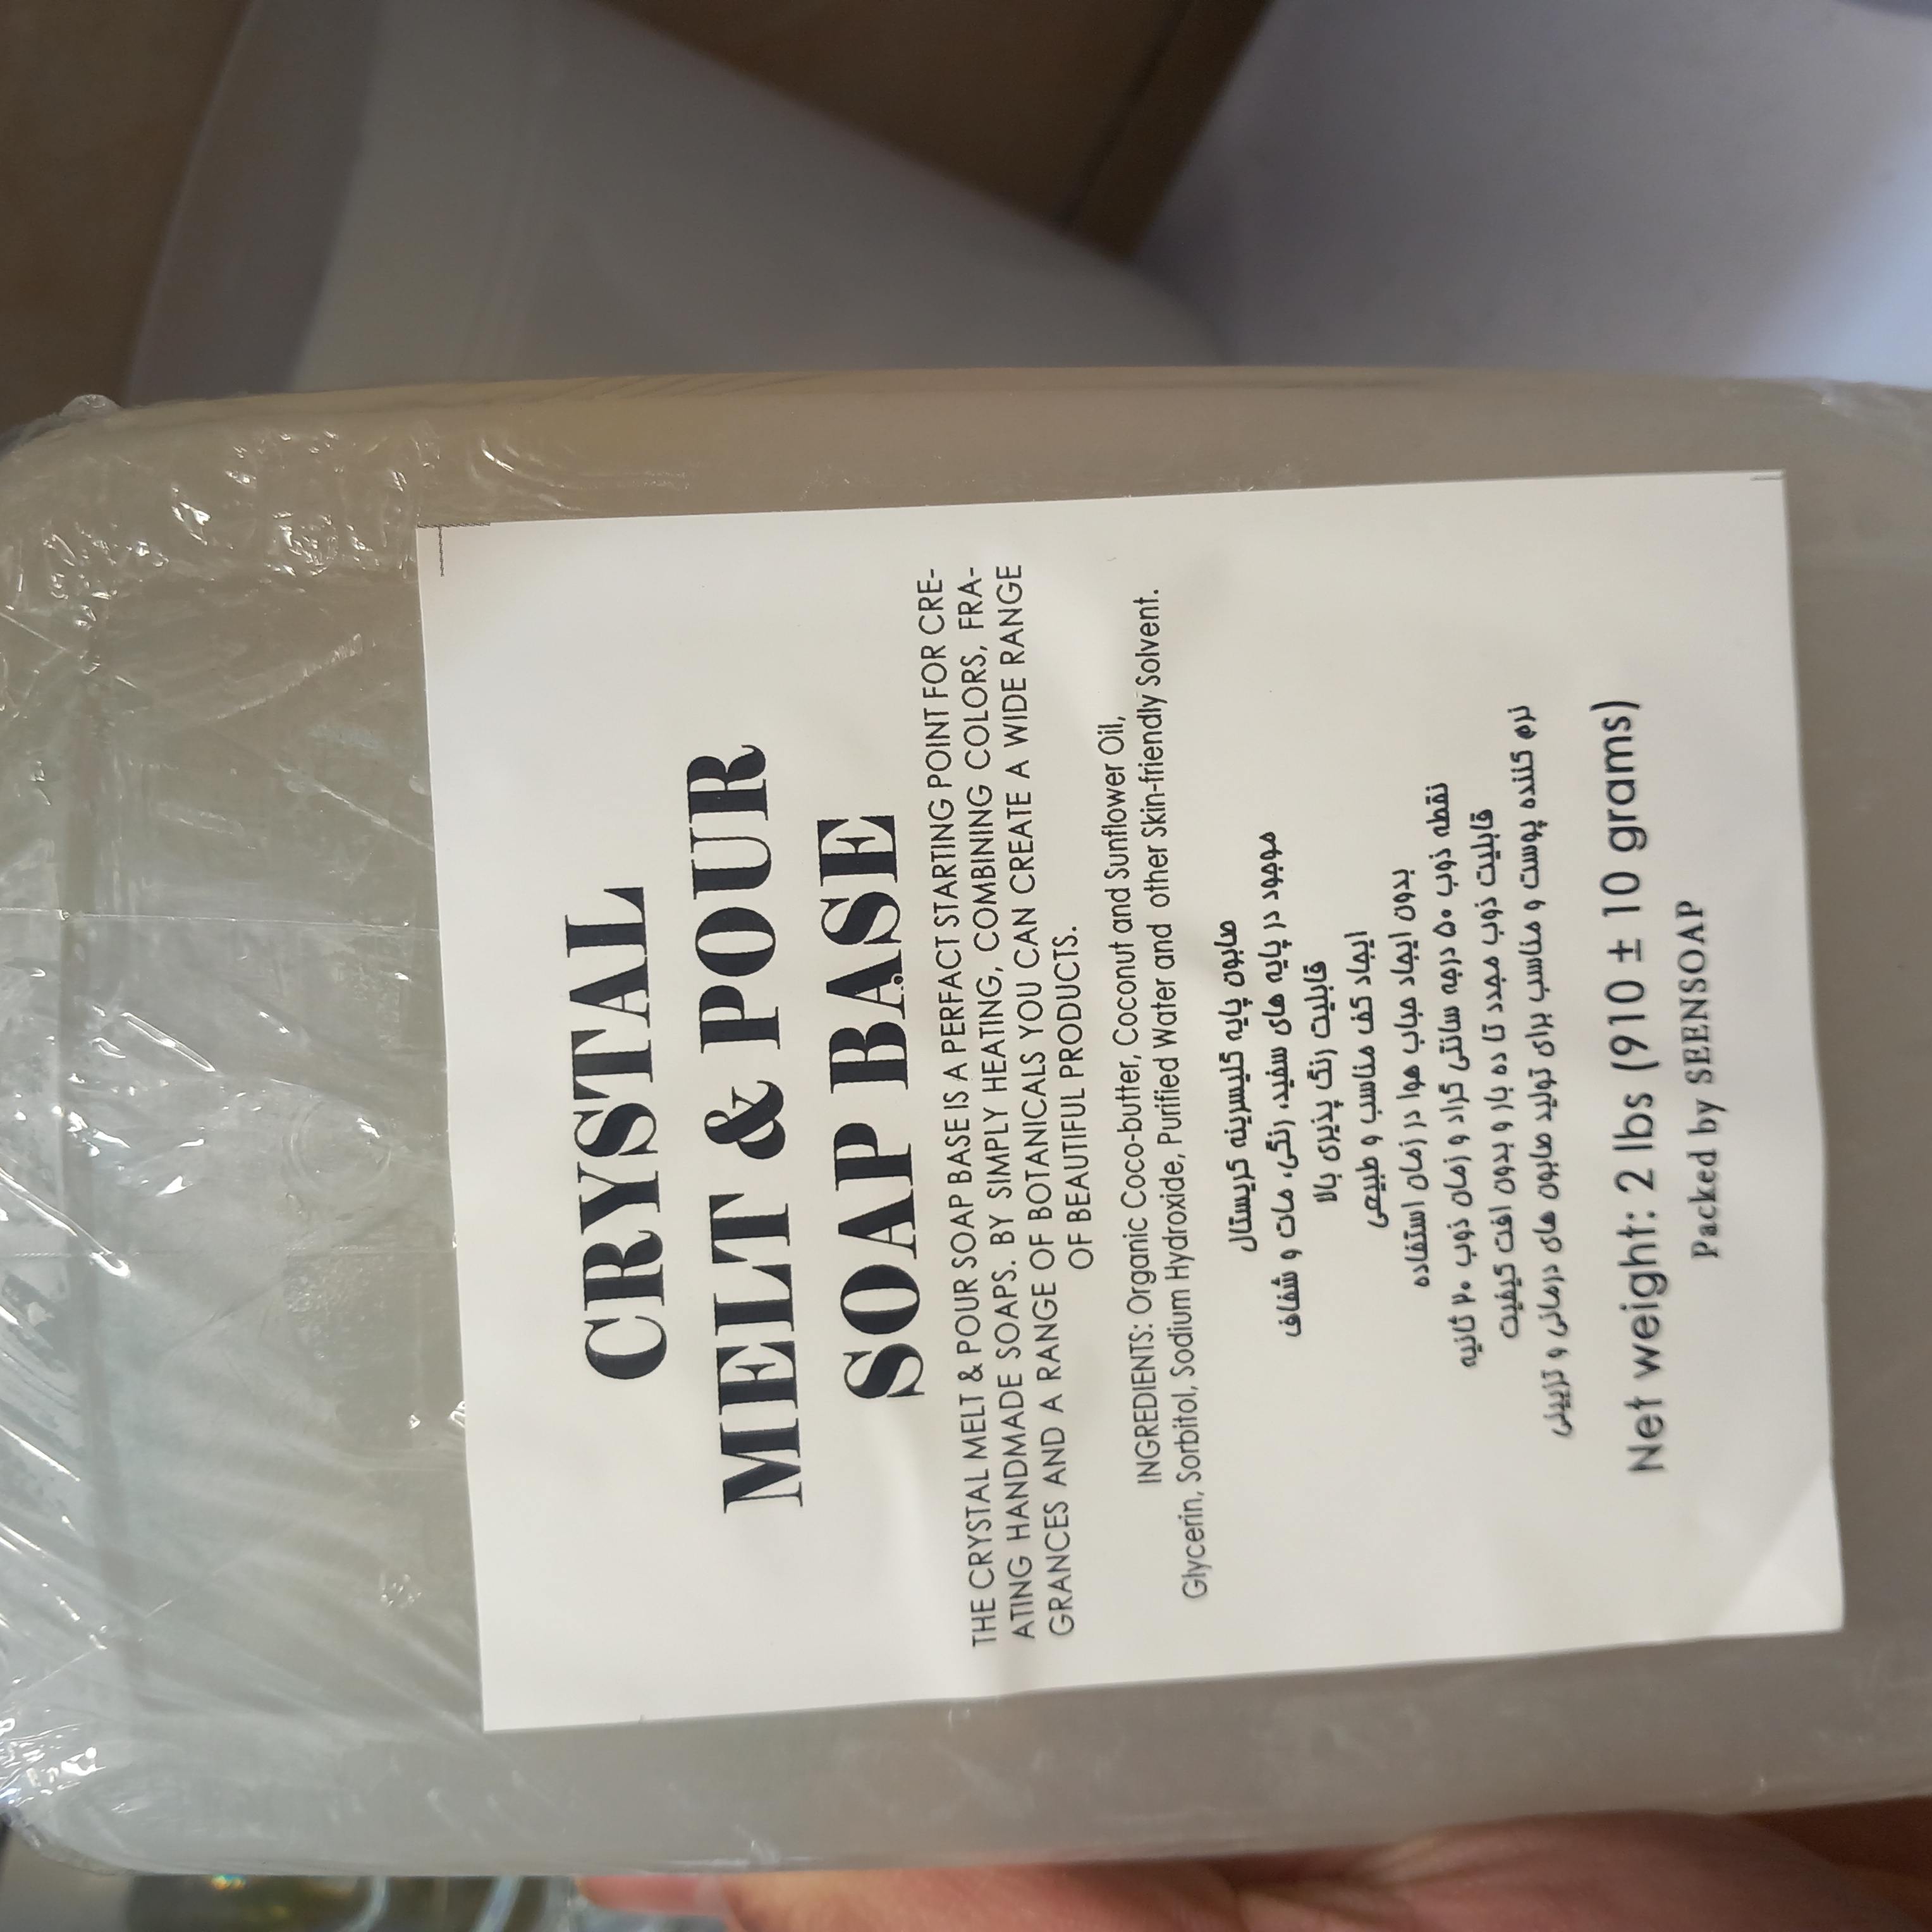 CRYSTAL
MELT & POUR
SOAP BASE
THE CRYSTAL MELT & POUR SOAP BASE IS A PERFACT STARTING POINT FOR CRE-
ATING HANDMADE SOAPS. BY SIMPLY HEATING, COMBINING COLORS, FRA-
GRANCES AND A RANGE OF BOTANICALS YOU CAN CREATE A WIDE RANGE
OF BEAUTIFUL PRODUCTS.
INGREDIENTS: Organic Coco-butter, Coconut and Sunflower Oil,
Glycerin, Sorbitol, Sodium Hydroxide, Purified Water and other Skin-friendly Solvent.
صابون پایه گلیسرینه کریستال
موجود در پایه های سفید، رنگی، مات و شفاف
قابلیت رنگ پذیری بالا
ایجاد کف مناسب و طبیعی
بدون ایجاد حباب هوا در زمان استفاده
نقطه ذوب ۵۰ درجه سانتی گراد و زمان ذوب ۲۰ ثانیه
قابلیت ذوب مجدد تا ده بار و بدون افت کیفیت
نرم کننده پوست و مناسب برای تولید صابون های درمانی و تزیینی
Net weight: 2 lbs (910 ± 10 grams)
Packed by SEENSOAP